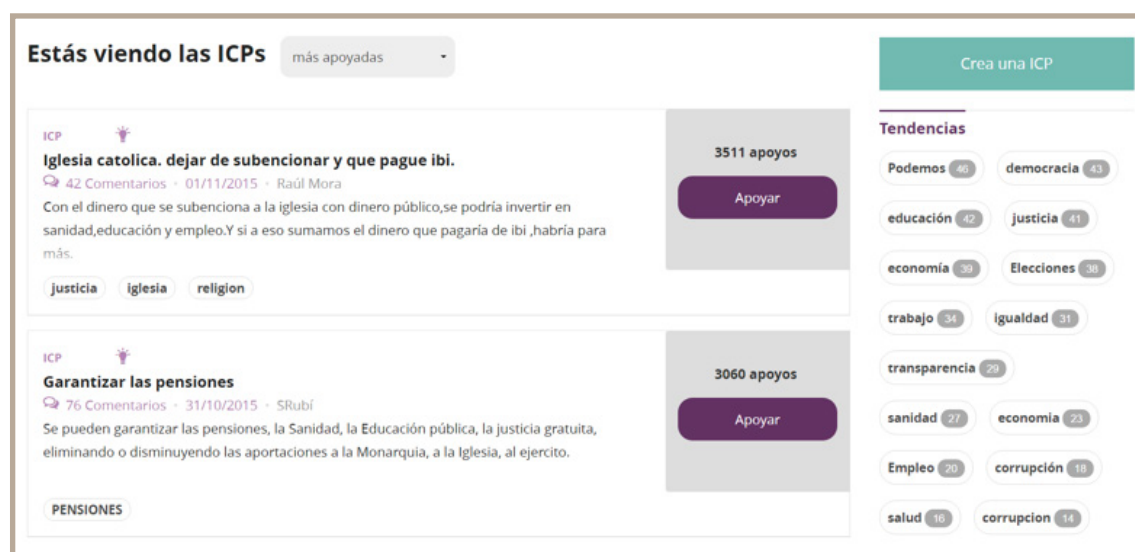 Estás viendo las ICPs
más apoyadas
ICP
Iglesia catolica. dejar de subencionar y que pague ibi.
42 Comentarios · 01/11/2015 · Raúl Mora
Con el dinero que se subenciona a la iglesia con dinero público,se podría invertir en
sanidad,educación y empleo.Y si a eso sumamos el dinero que pagaría de ibi ,habría para
más.
justicia iglesia religion
3511 apoyos
Apoyar
ICP
Garantizar las pensiones
76 Comentarios · 31/10/2015 · SRubí
Se pueden garantizar las pensiones, la Sanidad, la Educación pública, la justicia gratuita,
eliminando o disminuyendo las aportaciones a la Monarquia, a la Iglesia, al ejercito.
PENSIONES
3060 apoyos
Apoyar
Crea una ICP
Tendencias
Podemos 46 democracia 43
educación 42 justicia 41
economía 39 Elecciones 38
trabajo 34 igualdad 31
transparencia 29
sanidad 27 economia 23
Empleo 20 corrupción 18
salud 16 corrupcion 14